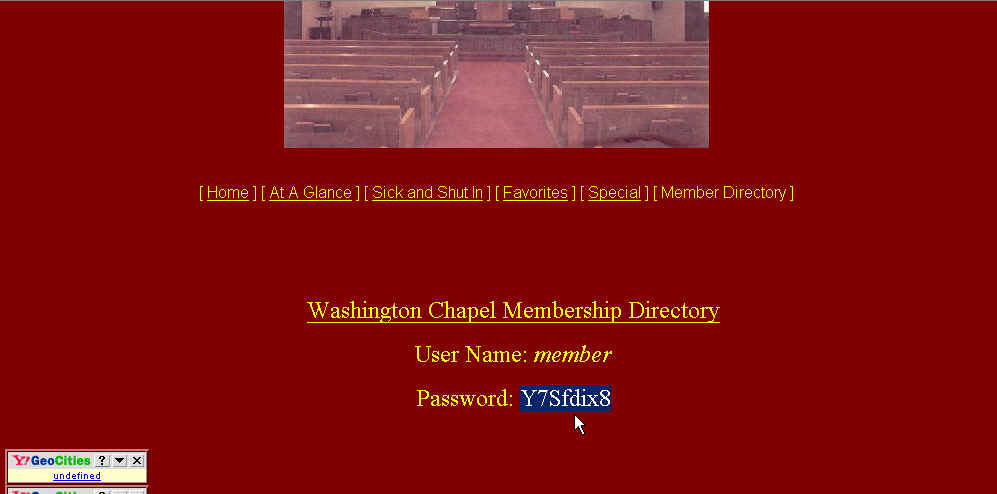 [ Home ] [ At A Glance ] [ Sick and Shut In ] [ Favorites ] [ Special ] [ Member Directory ]
Washington Chapel Membership Directory
User Name: member
Password: Y7Sfdix8
Y! GeoCities ?
undefined